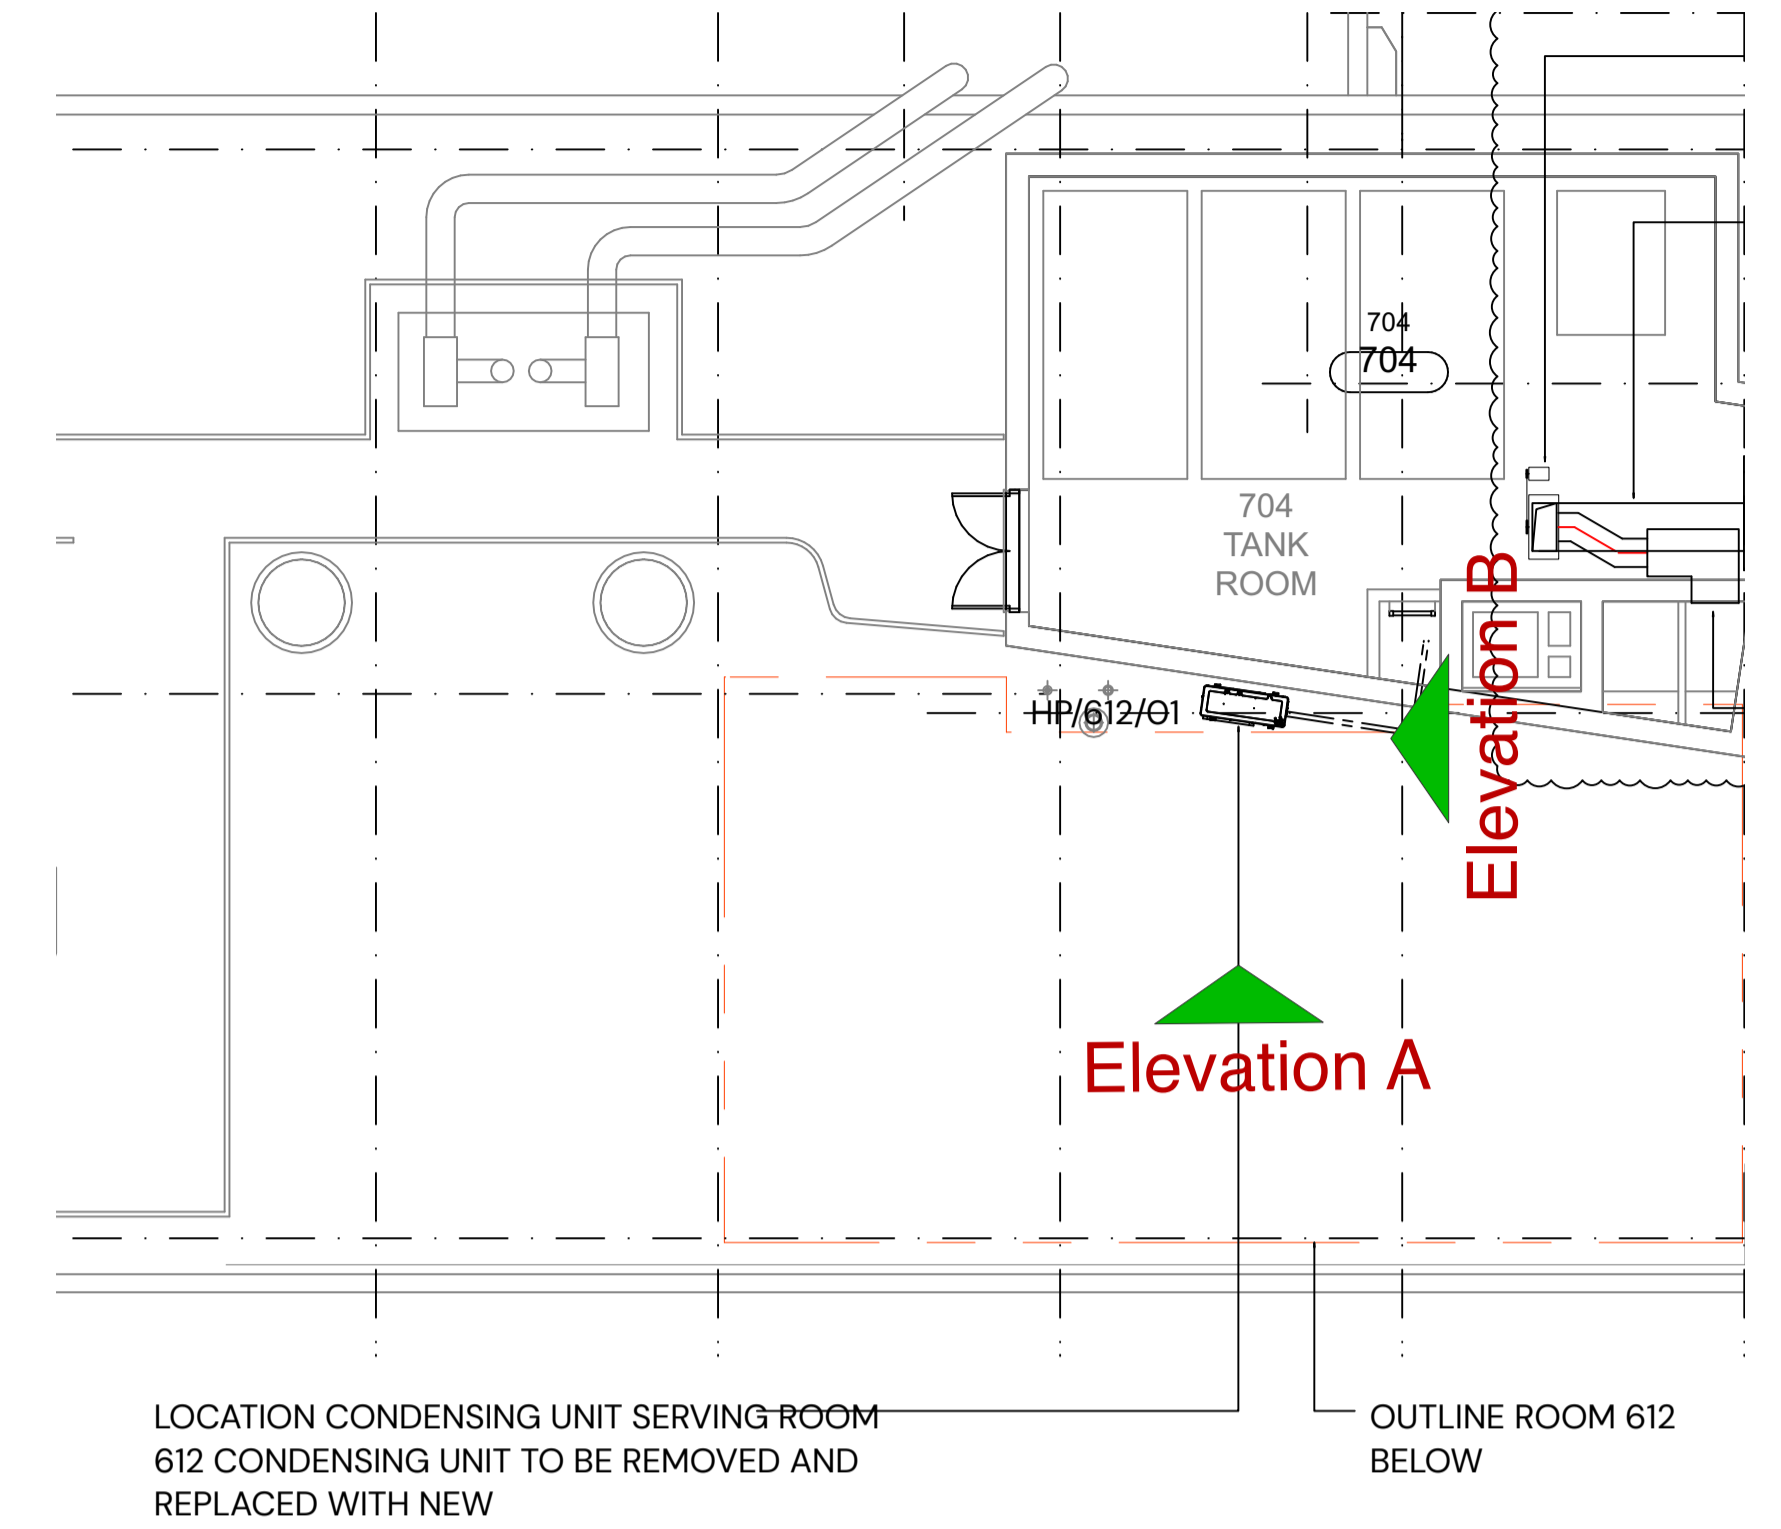 704
704
704
TANK
ROOM
HP/612/01
Elevation B
Elevation A
LOCATION CONDENSING UNIT SERVING ROOM
612 CONDENSING UNIT TO BE REMOVED AND
REPLACED WITH NEW
OUTLINE ROOM 612
BELOW